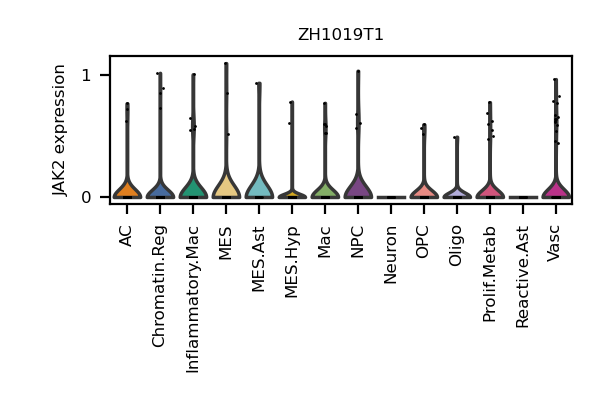 ZH1019T1
JAK2 expression
1
0
AC
Chromatin.Reg
Inflammatory.Mac
MES
MES.Ast
MES.Hyp
Mac
NPC
Neuron
OPC
Oligo
Prolif.Metab
Reactive.Ast
Vasc